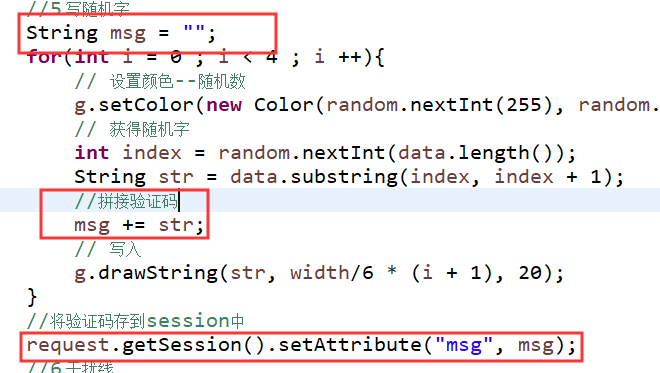 //5 写随机字
String msg = "";
for(int i = 0 ; i < 4 ; i ++){
// 设置颜色--随机数
g.setColor(new Color(random.nextInt(255), random.
// 获得随机字
int index = random.nextInt(data.length());
String str = data.substring(index, index + 1);
//拼接验证码
msg += str;
// 写入
g.drawString(str, width/6 * (i + 1), 20);
}
//将验证码存到session中
request.getSession().setAttribute("msg", msg);
//6 干扰线